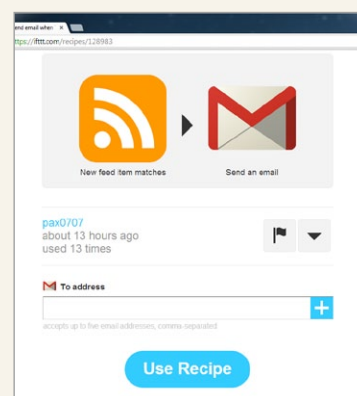 end email when
https://ifttt.com/recipes/128983
New feed item matches
Send an email
pax0707
about 13 hours ago
used 13 times
To address
accepts up to five email addresses, comma-separated
Use Recipe